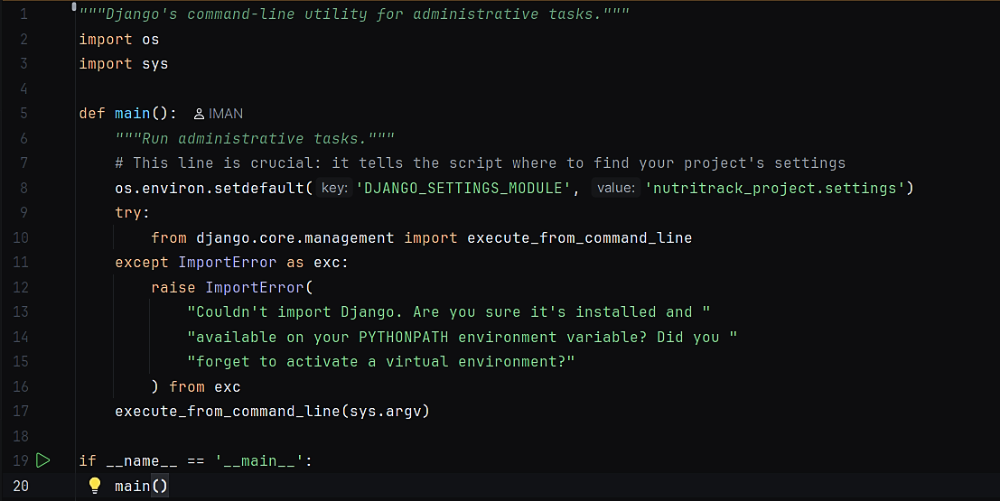 1 """Django's command-line utility for administrative tasks."""
2 import os
3 import sys
4
5 def main(): IMAN
6     """Run administrative tasks."""
7     # This line is crucial: it tells the script where to find your project's settings
8     os.environ.setdefault( key: 'DJANGO_SETTINGS_MODULE', value: 'nutritrack_project.settings')
9     try:
10         from django.core.management import execute_from_command_line
11     except ImportError as exc:
12         raise ImportError(
13             "Couldn't import Django. Are you sure it's installed and "
14             "available on your PYTHONPATH environment variable? Did you "
15             "forget to activate a virtual environment?"
16         ) from exc
17     execute_from_command_line(sys.argv)
18
19 if __name__ == '__main__':
20     main()